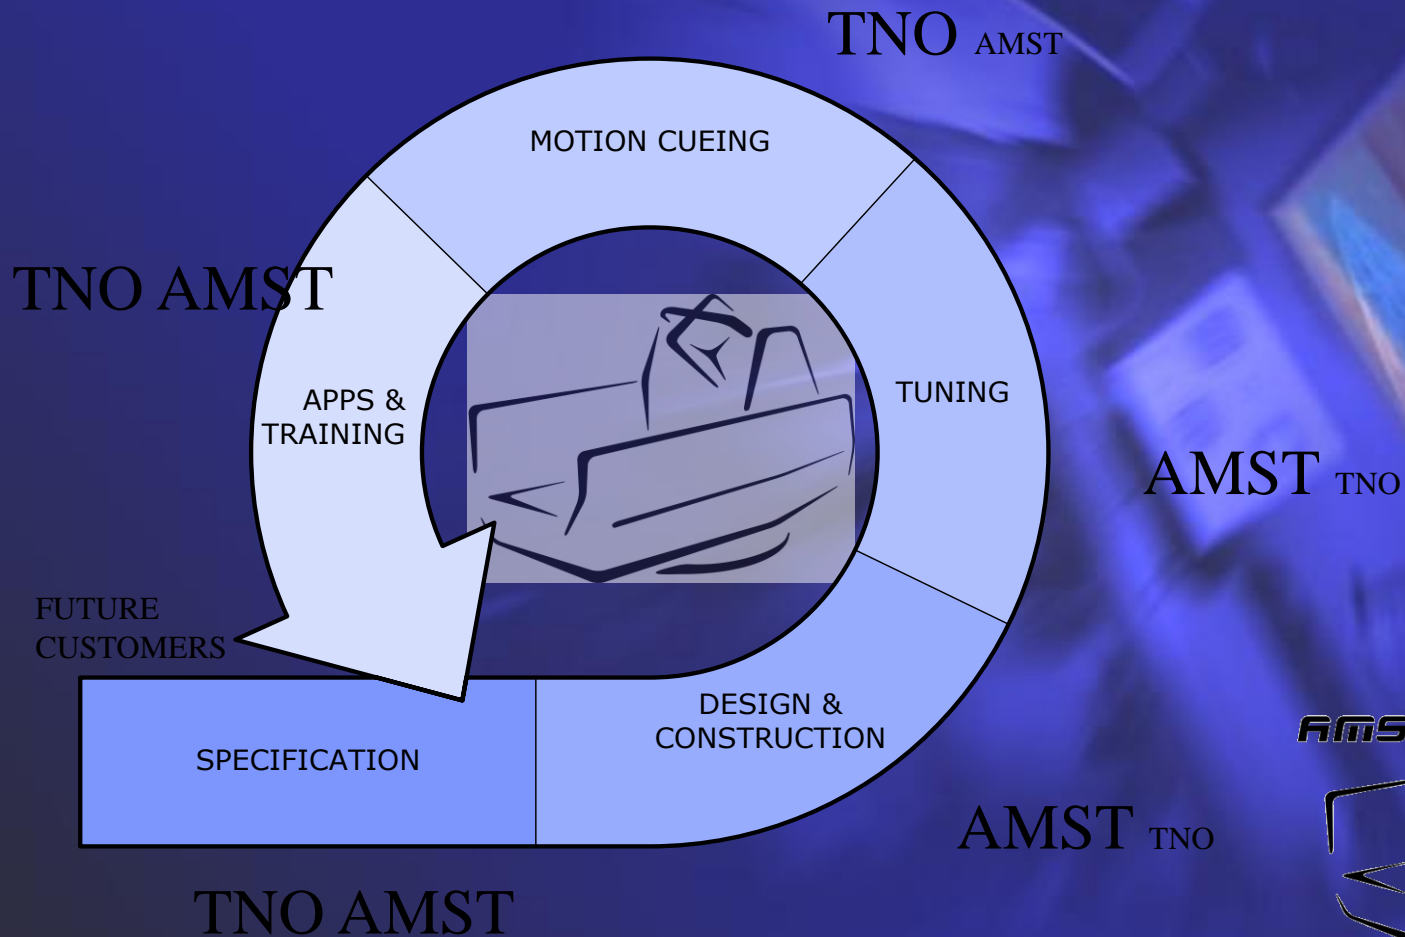 TNO AMST
MOTION CUEING
TNO AMST
APPS &
TRAINING
TUNING
AMST TNO
FUTURE
CUSTOMERS
DESIGN &
CONSTRUCTION
SPECIFICATION
AMST TNO
TNO AMST